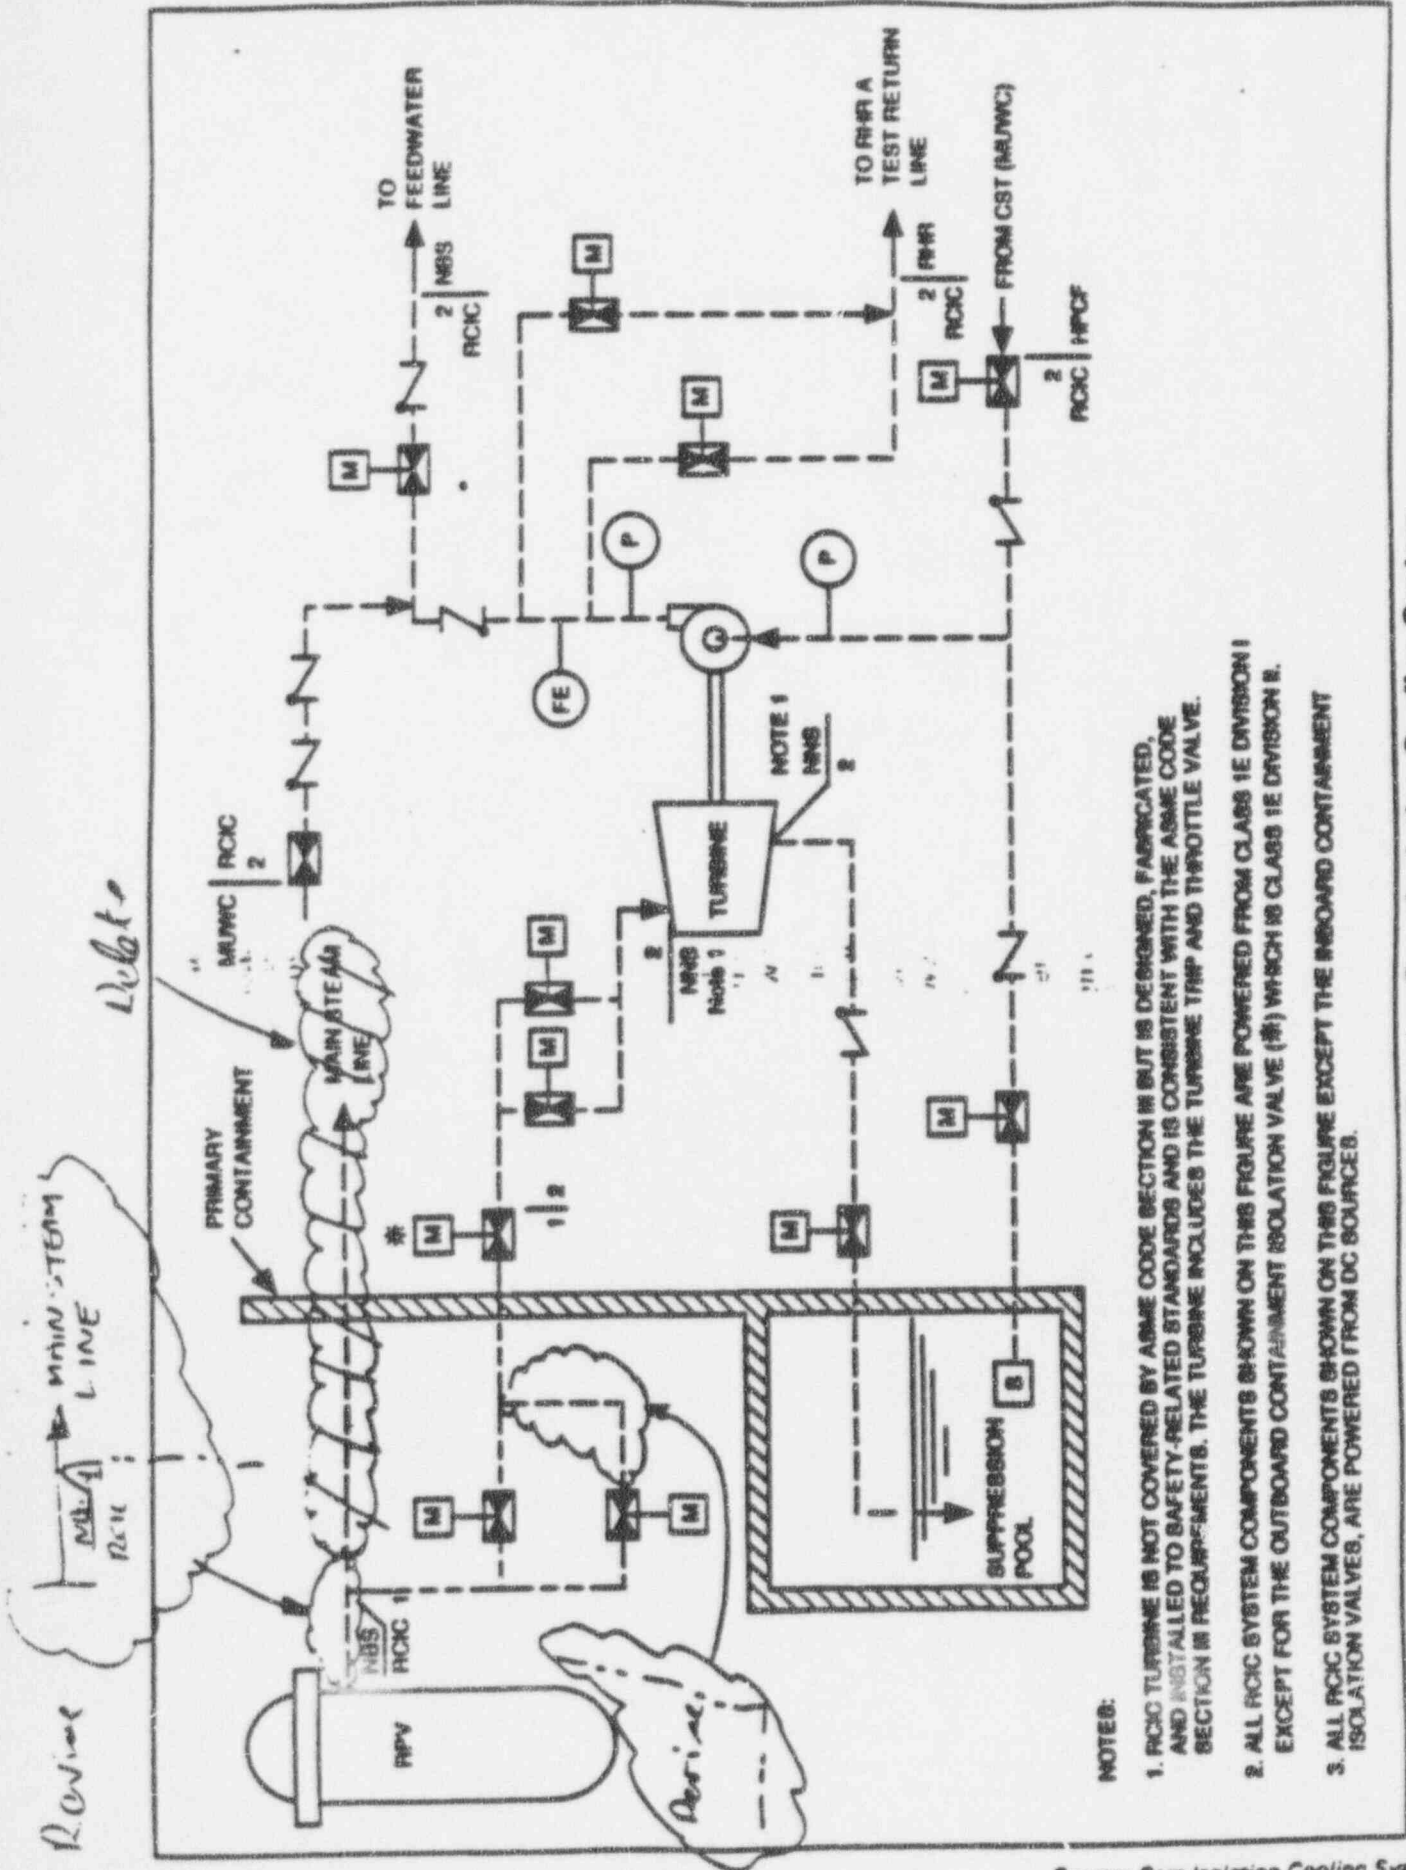 Revise
MAIN STEAM
LINE
RCIC
Delete
PRIMARY
CONTAINMENT
MAIN STEAM
LINE
MUWC
RCIC
2
M
TO
FEEDWATER
LINE
2
NBS
RCIC
M
TO RHR A
TEST RETURN
LINE
2
RHR
RCIC
M
FROM CST (MUWC)
M
2
RCIC
HPCF
P
P
FE
TURBINE
NOTE 1
NNS
2
2
NNS
Note 1
M
M
*
M
1
2
M
M
M
M
NBS
RCIC
1
RPV
Revise
SUPPRESSION
POOL
S
NOTES:
1. RCIC TURBINE IS NOT COVERED BY ASME CODE SECTION III BUT IS DESIGNED, FABRICATED,
AND INSTALLED TO SAFETY-RELATED STANDARDS AND IS CONSISTENT WITH THE ASME CODE
SECTION III REQUIREMENTS. THE TURBINE INCLUDES THE TURBINE TRIP AND THROTTLE VALVE.
2. ALL RCIC SYSTEM COMPONENTS SHOWN ON THIS FIGURE ARE POWERED FROM CLASS 1E DIVISION I
EXCEPT FOR THE OUTBOARD CONTAINMENT ISOLATION VALVE (*) WHICH IS CLASS 1E DIVISION II.
3. ALL RCIC SYSTEM COMPONENTS SHOWN ON THIS FIGURE EXCEPT THE INBOARD CONTAINMENT
ISOLATION VALVES, ARE POWERED FROM DC SOURCES.